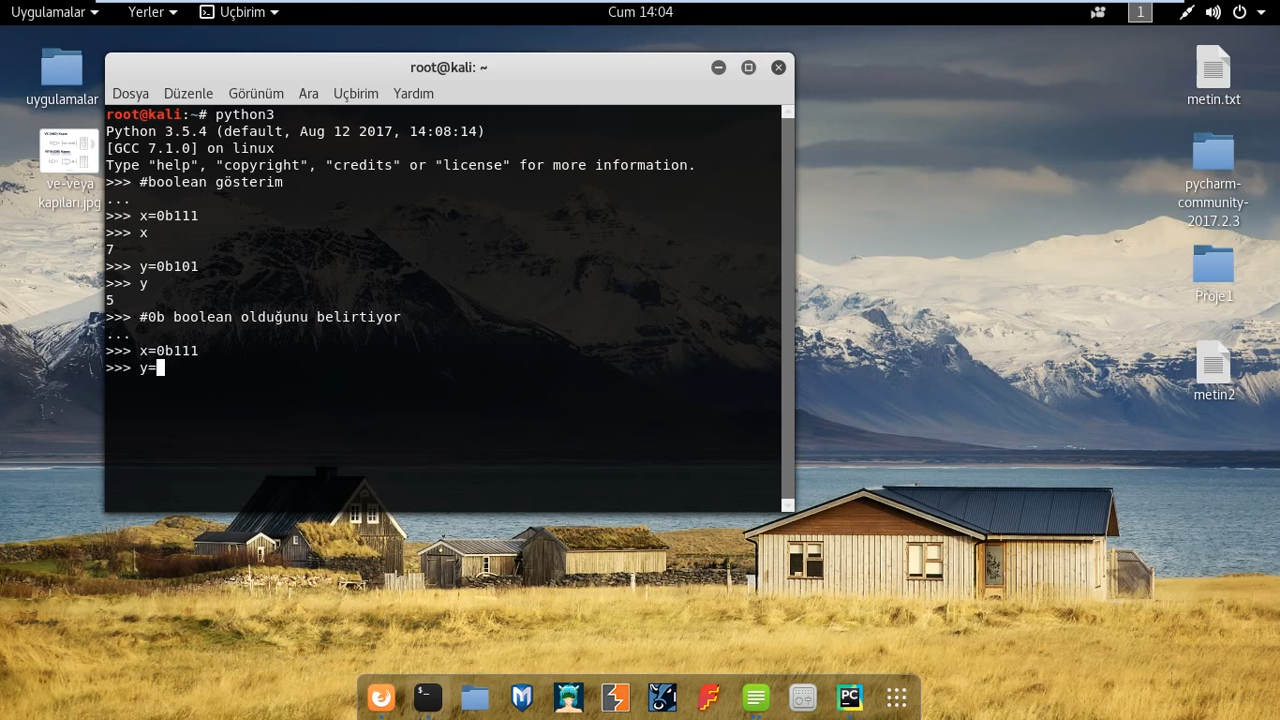 Uygulamalar Yerler Uçbirim Cum 14:04 1
root@kali: ~
Dosya Düzenle Görünüm Ara Uçbirim Yardım
root@kali:~# python3
Python 3.5.4 (default, Aug 12 2017, 14:08:14)
[GCC 7.1.0] on linux
Type "help", "copyright", "credits" or "license" for more information.
>>> #boolean gösterim
...
>>> x=0b111
>>> x
7
>>> y=0b101
>>> y
5
>>> #0b boolean olduğunu belirtiyor
...
>>> x=0b111
>>> y=
uygulamalar
ve-veya
kapıları.jpg
metin.txt
pycharm-
community-
2017.2.3
Proje1
metin2
$_
PC